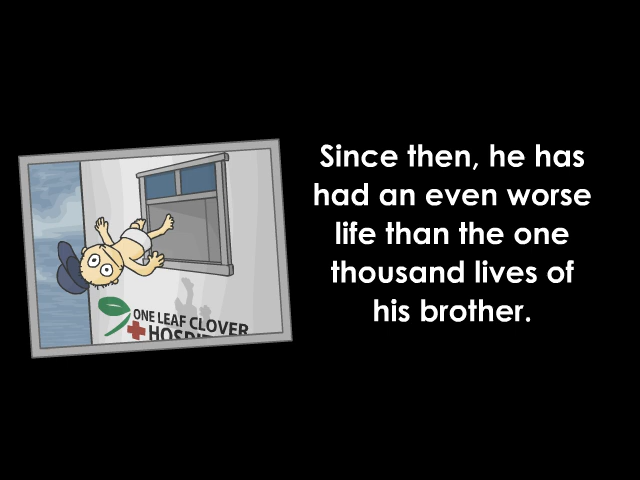 Since then, he has
had an even worse
life than the one
thousand lives of
his brother.
ONE LEAF CLOVER